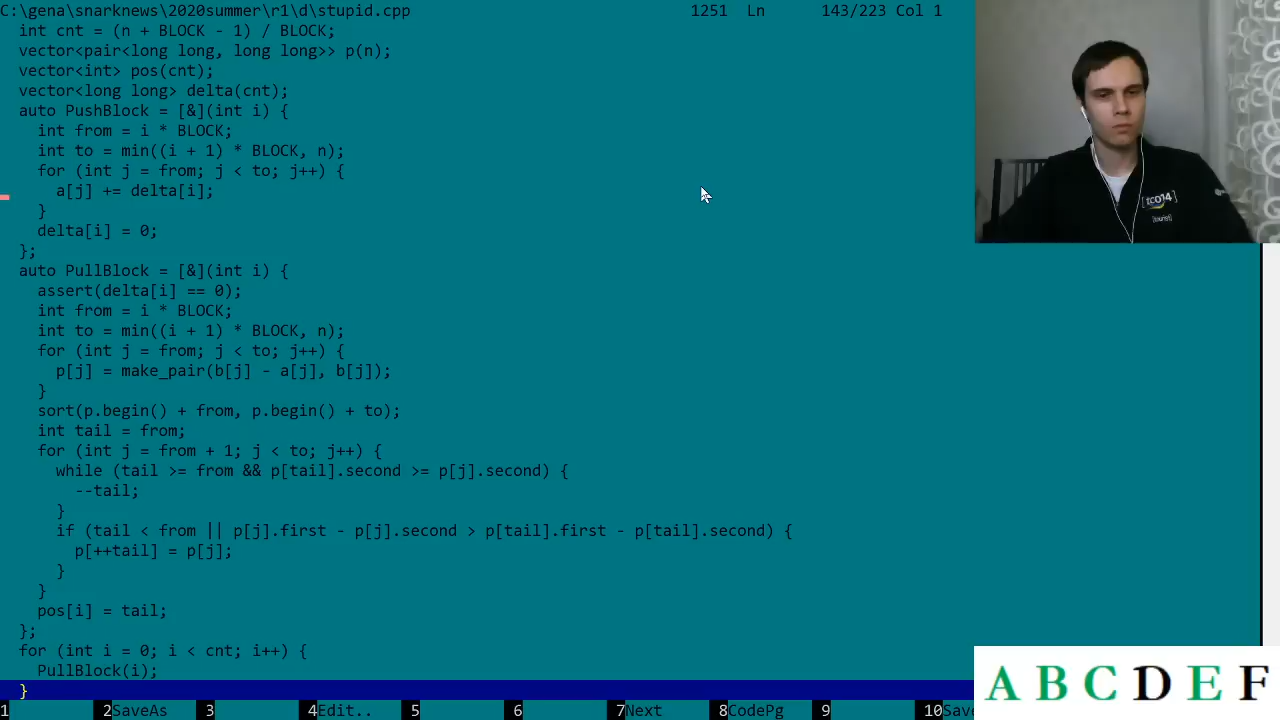 C:\gena\snarknews\2020summer\r1\d\stupid.cpp 1251 Ln 143/223 Col 1
int cnt = (n + BLOCK - 1) / BLOCK;
vector<pair<long long, long long>> p(n);
vector<int> pos(cnt);
vector<long long> delta(cnt);
auto PushBlock = [&](int i) {
int from = i * BLOCK;
int to = min((i + 1) * BLOCK, n);
for (int j = from; j < to; j++) {
a[j] += delta[i];
}
delta[i] = 0;
};
auto PullBlock = [&](int i) {
assert(delta[i] == 0);
int from = i * BLOCK;
int to = min((i + 1) * BLOCK, n);
for (int j = from; j < to; j++) {
p[j] = make_pair(b[j] - a[j], b[j]);
}
sort(p.begin() + from, p.begin() + to);
int tail = from;
for (int j = from + 1; j < to; j++) {
while (tail >= from && p[tail].second >= p[j].second) {
--tail;
}
if (tail < from || p[j].first - p[j].second > p[tail].first - p[tail].second) {
p[++tail] = p[j];
}
}
pos[i] = tail;
};
for (int i = 0; i < cnt; i++) {
PullBlock(i);
}
1 2SaveAs 3 4Edit.. 5 6 7Next 8CodePg 9 10Save
[tco14]
[tourist]
A B C D E F